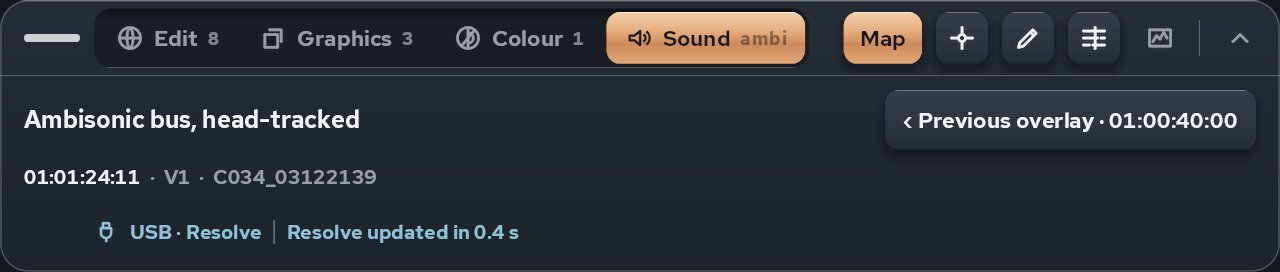 Edit 8 Graphics 3 Colour 1 Sound ambi Map
Ambisonic bus, head-tracked
‹ Previous overlay · 01:00:40:00
01:01:24:11 · V1 · C034_03122139
USB · Resolve | Resolve updated in 0.4 s